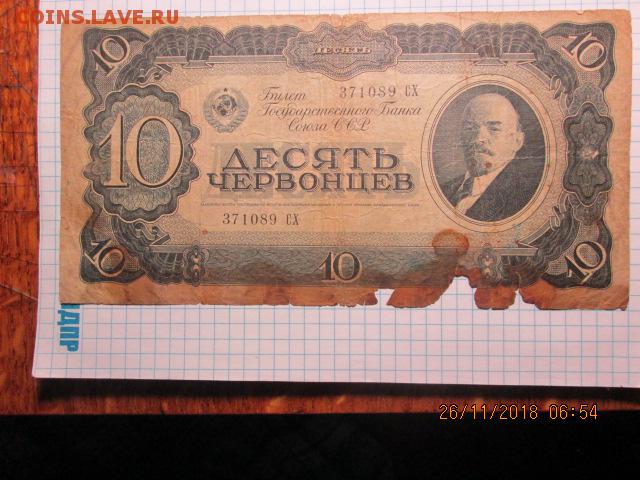 COINS.LAVE.RU
10
ДЕСЯТЬ
10
Билет 371089 СХ
Государственного Банка
Союза ССР
10
ДЕСЯТЬ
ЧЕРВОНЦЕВ
371089 СХ
10
10
10
ЛДПР
26/11/2018 06:54